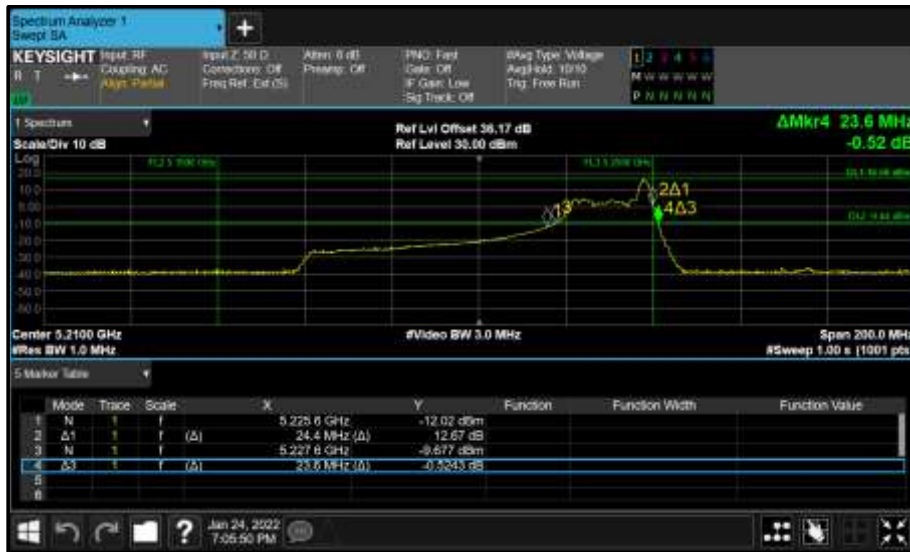 Spectrum Analyzer 1
Swept SA
+
KEYSIGHT
R T
Input: RF
Coupling: AC
Align: Partial
Input Z: 50 Ω
Corrections: Off
Freq Ref: Ext (S)
Atten: 6 dB
Preamp: Off
PNO: Fast
Gate: Off
IF Gain: Low
Sig Track: Off
#Avg Type: Voltage
Avg|Hold: 10/10
Trig: Free Run
1 2 3 4 5 6
M W W W W W
P N N N N N
1 Spectrum
Scale/Div 10 dB
Ref Lvl Offset 36.17 dB
Ref Level 30.00 dBm
ΔMkr4 23.6 MHz
-0.52 dB
Log
20.0
10.0
0.00
-10.0
-20.0
-30.0
-40.0
-50.0
-60.0
13
2Δ1
4Δ3
Center 5.2100 GHz
#Res BW 1.0 MHz
#Video BW 3.0 MHz
Span 200.0 MHz
#Sweep 1.00 s (1001 pts)
5 Marker Table
Mode Trace Scale X Y Function Function Width Function Value
1 N 1 f 5.225 6 GHz -12.02 dBm
2 Δ1 1 f (Δ) 24.4 MHz (Δ) 12.67 dB
3 N 1 f 5.227 6 GHz -9.677 dBm
4 Δ3 1 f (Δ) 23.6 MHz (Δ) -0.5243 dB
5
6
? Jan 24, 2022
7:05:50 PM